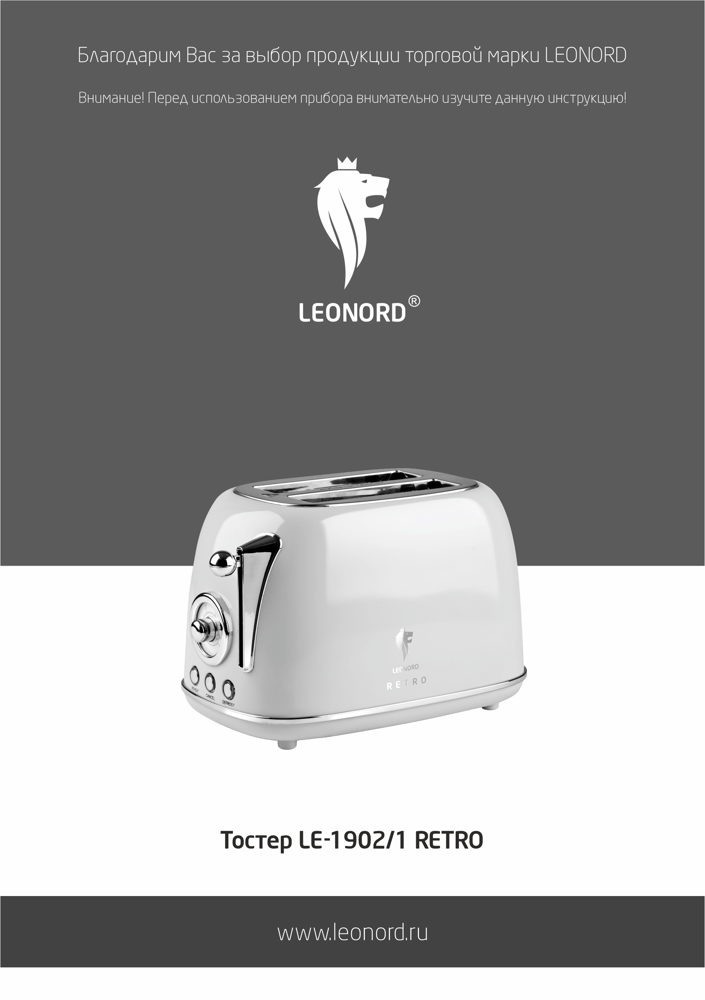 Благодарим Вас за выбор продукции торговой марки LEONORD
Внимание! Перед использованием прибора внимательно изучите данную инструкцию!
LEONORD®
LEONORD
RETRO
REHEAT
CANCEL
DEFROST
Тостер LE-1902/1 RETRO
www.leonord.ru